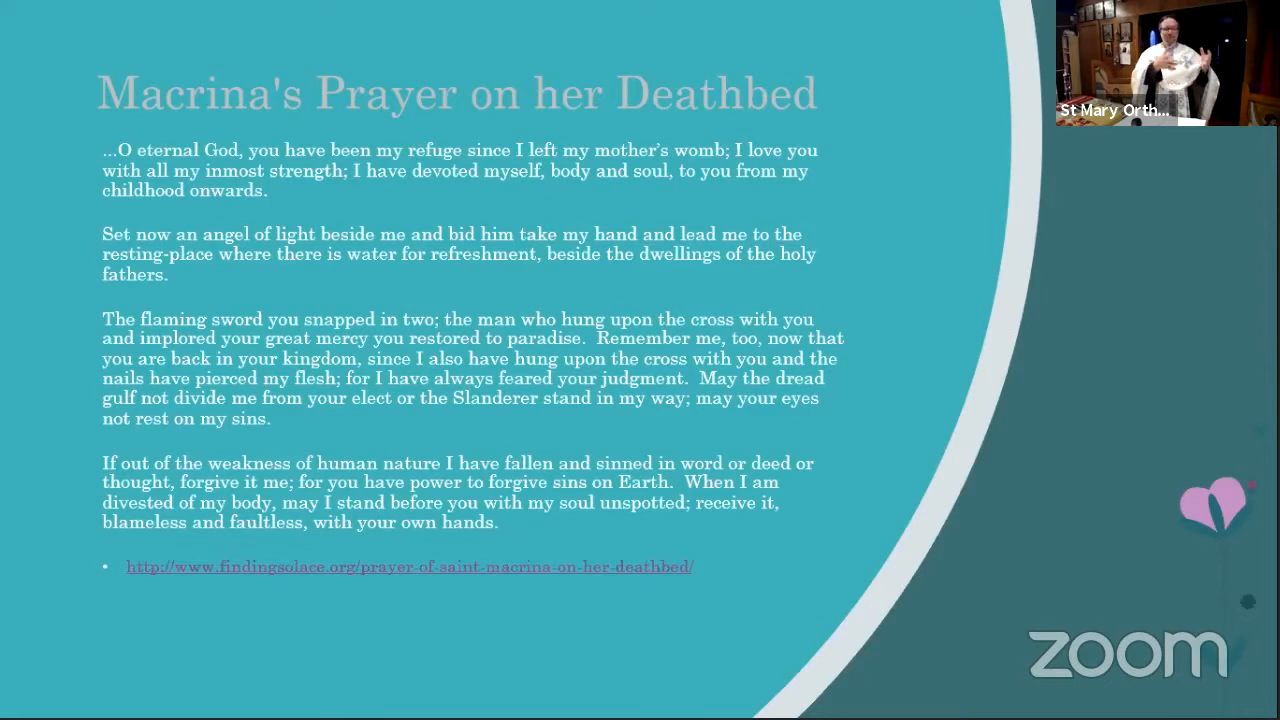 Macrina's Prayer on her Deathbed
...O eternal God, you have been my refuge since I left my mother's womb; I love you
with all my inmost strength; I have devoted myself, body and soul, to you from my
childhood onwards.
Set now an angel of light beside me and bid him take my hand and lead me to the
resting-place where there is water for refreshment, beside the dwellings of the holy
fathers.
The flaming sword you snapped in two; the man who hung upon the cross with you
and implored your great mercy you restored to paradise.  Remember me, too, now that
you are back in your kingdom, since I also have hung upon the cross with you and the
nails have pierced my flesh; for I have always feared your judgment.  May the dread
gulf not divide me from your elect or the Slanderer stand in my way; may your eyes
not rest on my sins.
If out of the weakness of human nature I have fallen and sinned in word or deed or
thought, forgive it me; for you have power to forgive sins on Earth.  When I am
divested of my body, may I stand before you with my soul unspotted; receive it,
blameless and faultless, with your own hands.
• http://www.findingsolace.org/prayer-of-saint-macrina-on-her-deathbed/
St Mary Orth...
zoom